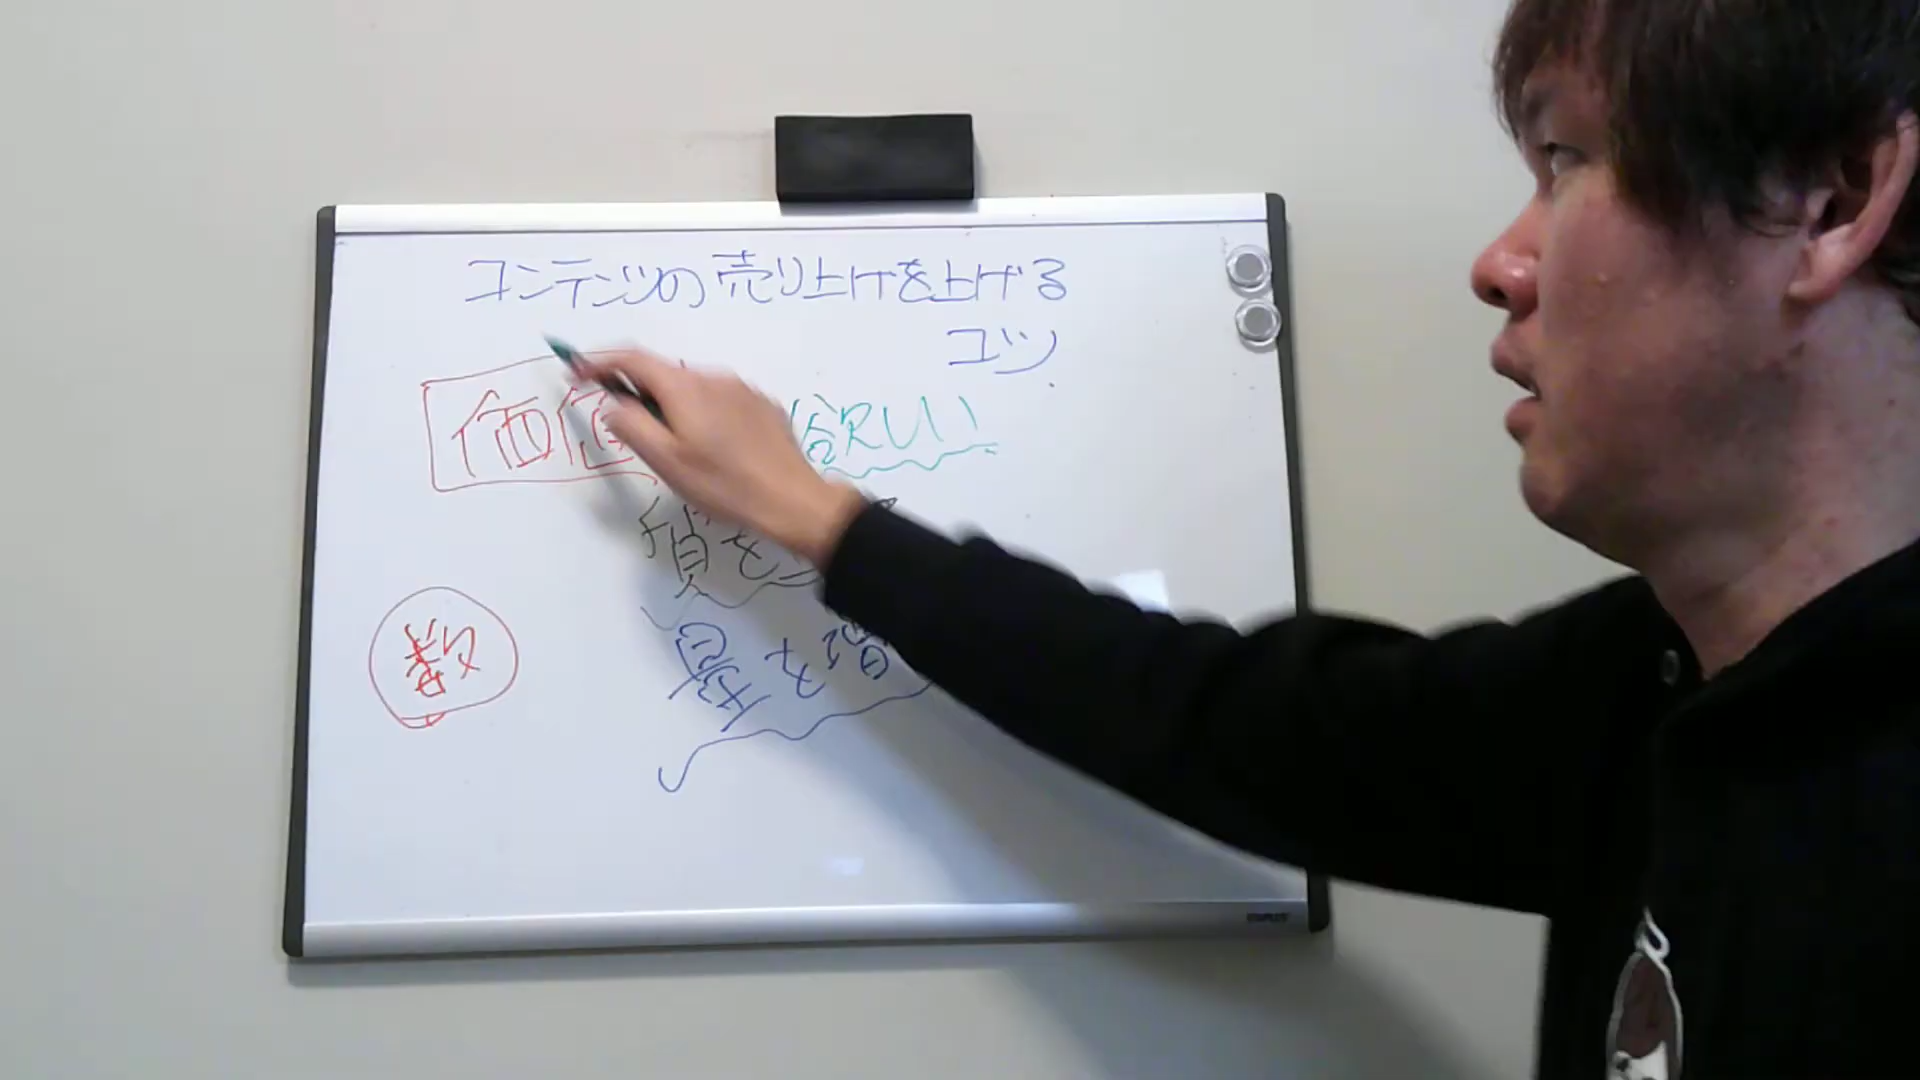 コンテンツの売り上げを上げる
コツ
価値
欲しい
質を
数
量を増
STAPLES